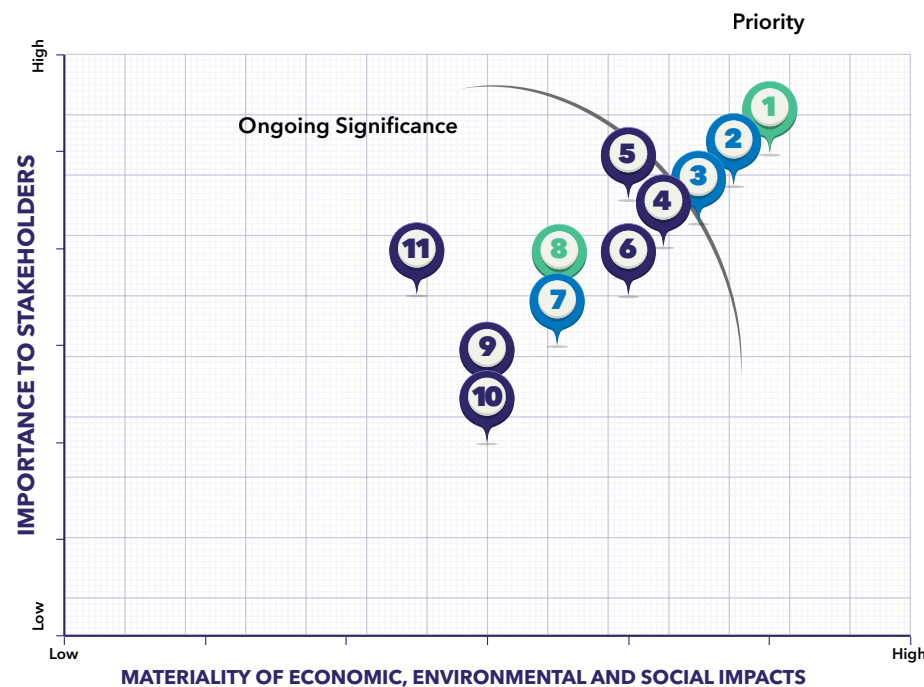 Priority
High
Ongoing Significance
1
2
5
3
4
11
8
6
7
9
10
IMPORTANCE TO STAKEHOLDERS
Low
Low
High
MATERIALITY OF ECONOMIC, ENVIRONMENTAL AND SOCIAL IMPACTS